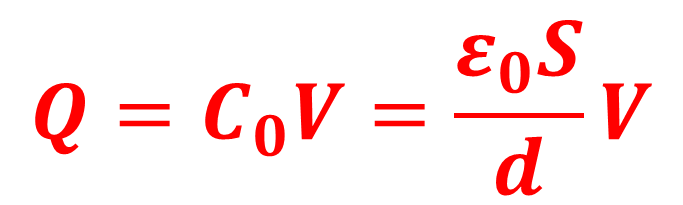 Q = C₀V = ε₀S/d V